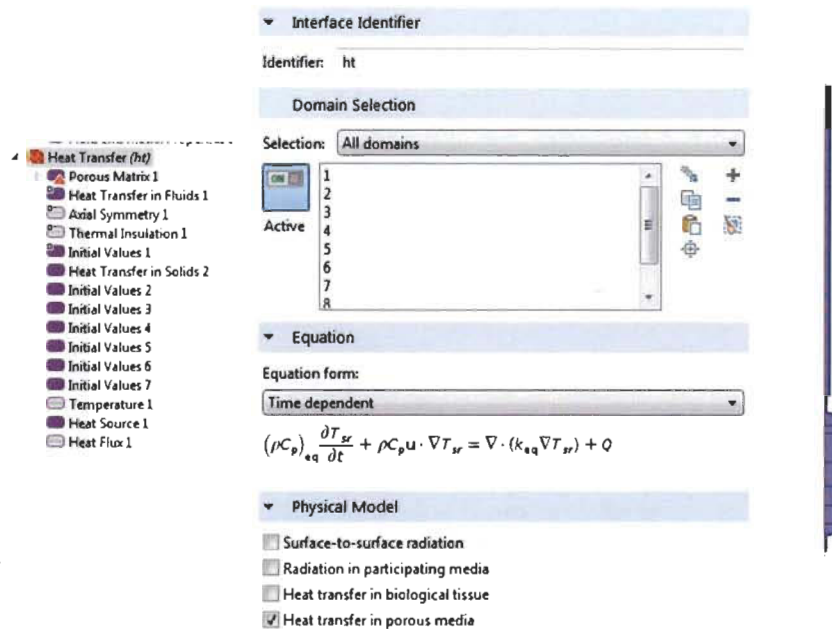 Heat Transfer (ht)
Porous Matrix 1
Heat Transfer in Fluids 1
Axial Symmetry 1
Thermal Insulation 1
Initial Values 1
Heat Transfer in Solids 2
Initial Values 2
Initial Values 3
Initial Values 4
Initial Values 5
Initial Values 6
Initial Values 7
Temperature 1
Heat Source 1
Heat Flux 1
Interface Identifier
Identifier: ht
Domain Selection
Selection: All domains
ON
Active
1
2
3
4
5
6
7
8
Equation
Equation form:
Time dependent
(ρC_p)_eq ∂T_sr/∂t + ρC_p u · ∇T_sr = ∇ · (k_eq ∇T_sr) + Q
Physical Model
Surface-to-surface radiation
Radiation in participating media
Heat transfer in biological tissue
Heat transfer in porous media